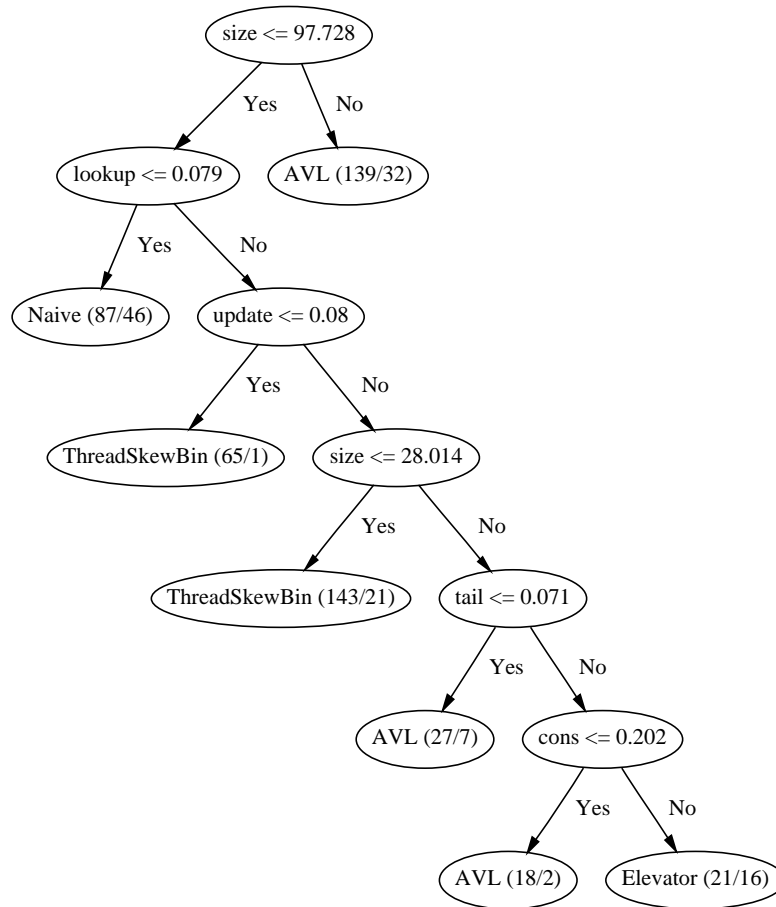 size <= 97.728
Yes
No
lookup <= 0.079
AVL (139/32)
Yes
No
Naive (87/46)
update <= 0.08
Yes
No
ThreadSkewBin (65/1)
size <= 28.014
Yes
No
ThreadSkewBin (143/21)
tail <= 0.071
Yes
No
AVL (27/7)
cons <= 0.202
Yes
No
AVL (18/2)
Elevator (21/16)